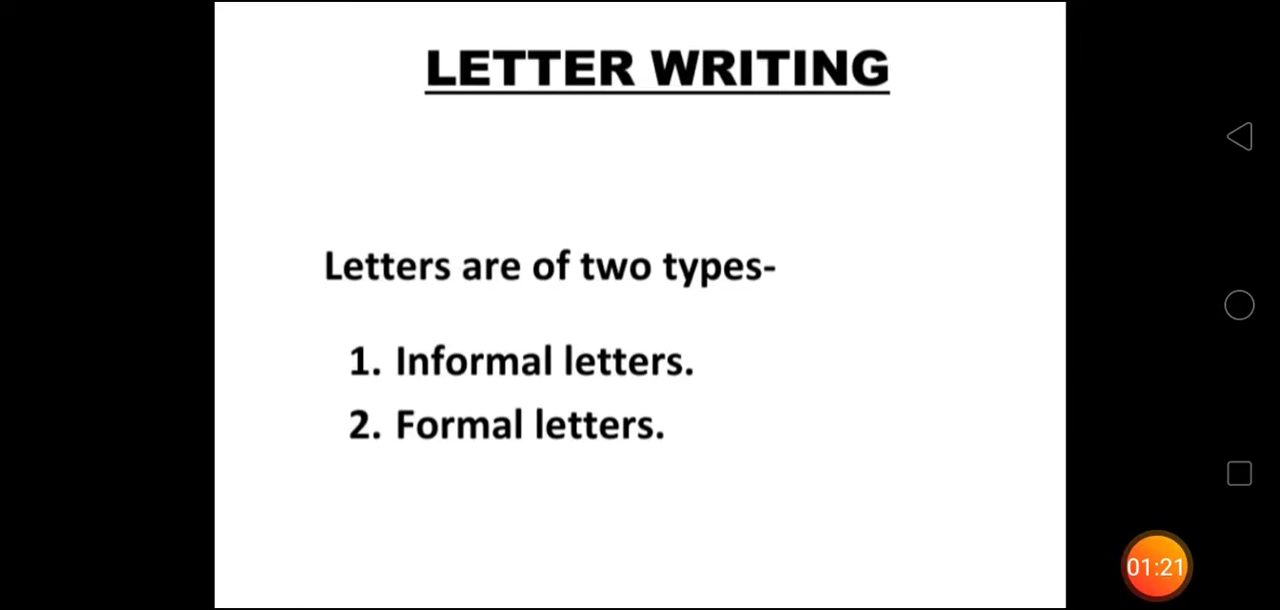 LETTER WRITING
Letters are of two types-
1. Informal letters.
2. Formal letters.
01:21